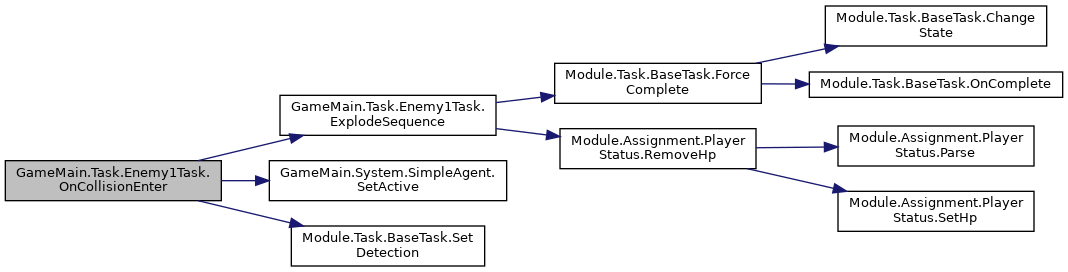 GameMain.Task.Enemy1Task.
OnCollisionEnter
GameMain.Task.Enemy1Task.
ExplodeSequence
GameMain.System.SimpleAgent.
SetActive
Module.Task.BaseTask.Set
Detection
Module.Task.BaseTask.Force
Complete
Module.Assignment.Player
Status.RemoveHp
Module.Task.BaseTask.Change
State
Module.Task.BaseTask.OnComplete
Module.Assignment.Player
Status.Parse
Module.Assignment.Player
Status.SetHp